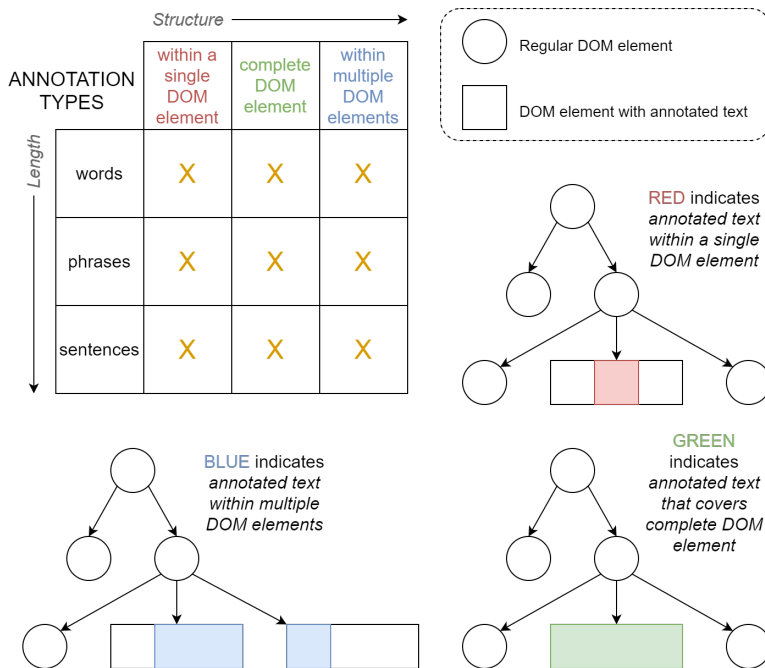 Structure
ANNOTATION
TYPES
within a
single
DOM
element
complete
DOM
element
within
multiple
DOM
elements
Length
words
X X X
phrases
X X X
sentences
X X X
Regular DOM element
DOM element with annotated text
RED indicates
annotated text
within a single
DOM element
BLUE indicates
annotated text
within multiple
DOM elements
GREEN
indicates
annotated text
that covers
complete DOM
element